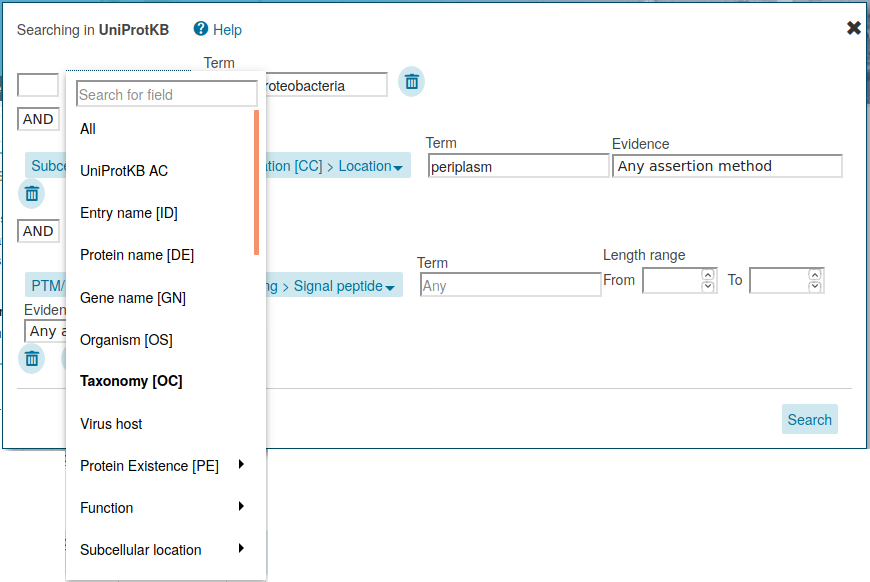 Searching in UniProtKB ? Help
Term
Search for field
roteobacteria
AND
All
UniProtKB AC
Entry name [ID]
Protein name [DE]
Gene name [GN]
Organism [OS]
Taxonomy [OC]
Virus host
Protein Existence [PE]
Function
Subcellular location
Term
Evidence
Subce
tion [CC] > Location
periplasm
Any assertion method
AND
Term
Length range
PTM/
ng > Signal peptide
Any
From
To
Eviden
Any a
Search